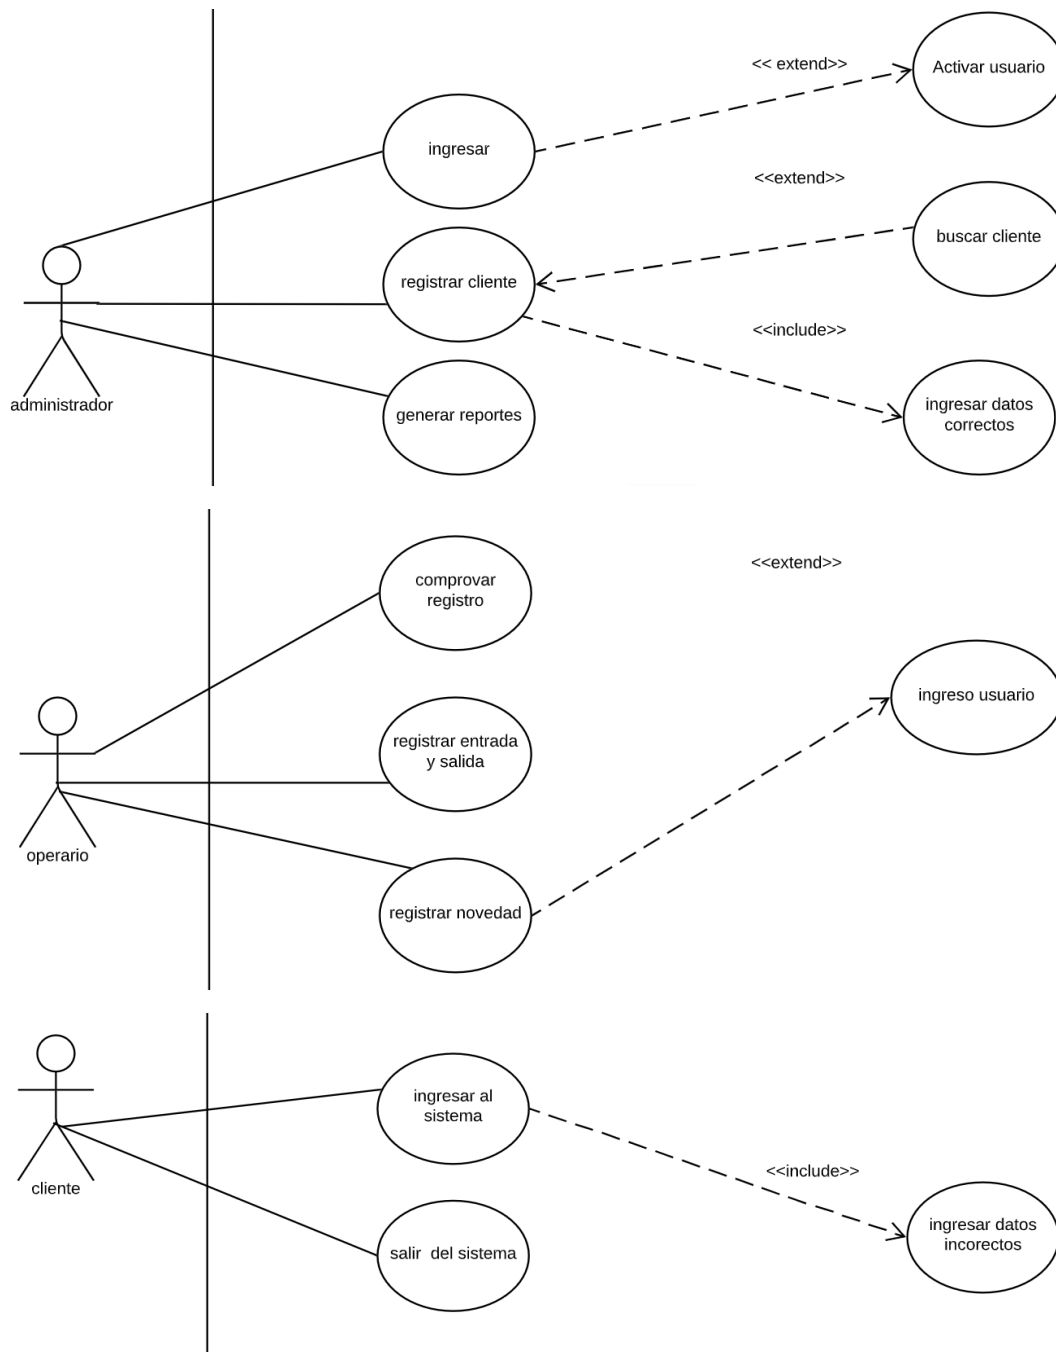 << extend>>
Activar usuario
ingresar
<<extend>>
buscar cliente
registrar cliente
<<include>>
administrador
generar reportes
ingresar datos
correctos
<<extend>>
comprovar
registro
ingreso usuario
registrar entrada
y salida
operario
registrar novedad
ingresar al
sistema
<<include>>
cliente
salir  del sistema
ingresar datos
incorectos